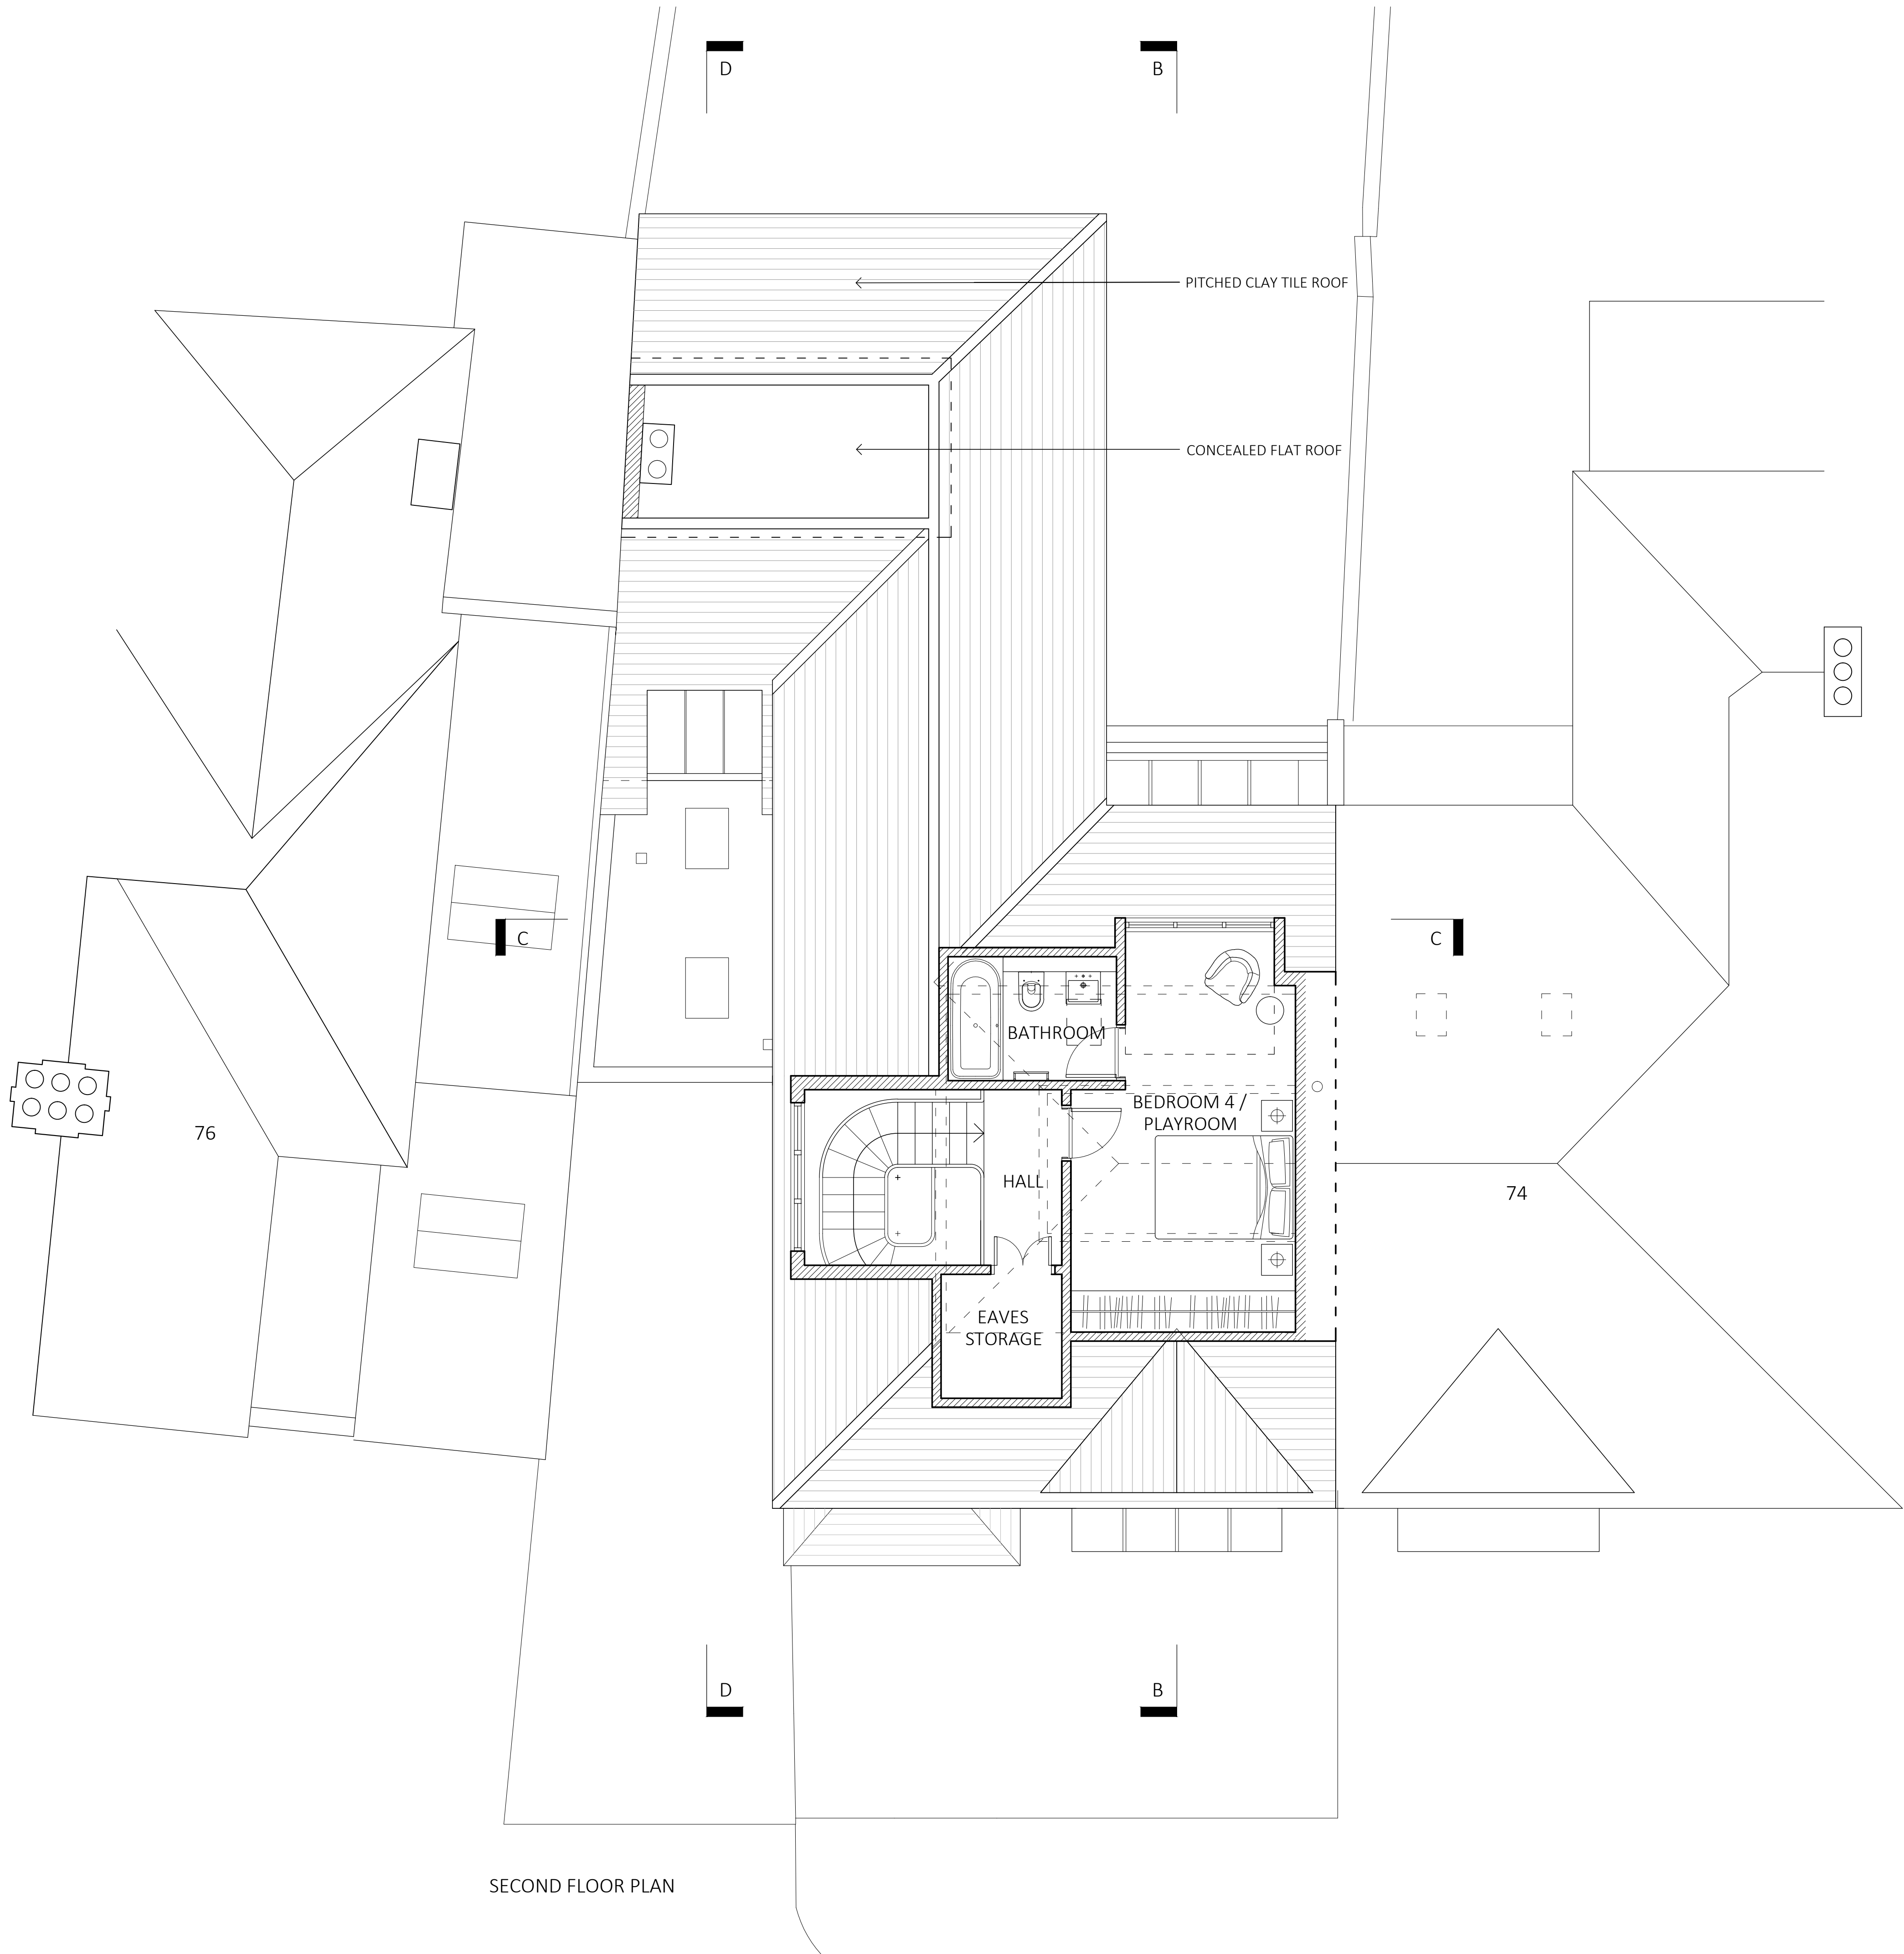 D
B
PITCHED CLAY TILE ROOF
CONCEALED FLAT ROOF
C
C
BATHROOM
BEDROOM 4 /
PLAYROOM
76
HALL
74
EAVES
STORAGE
D
B
SECOND FLOOR PLAN